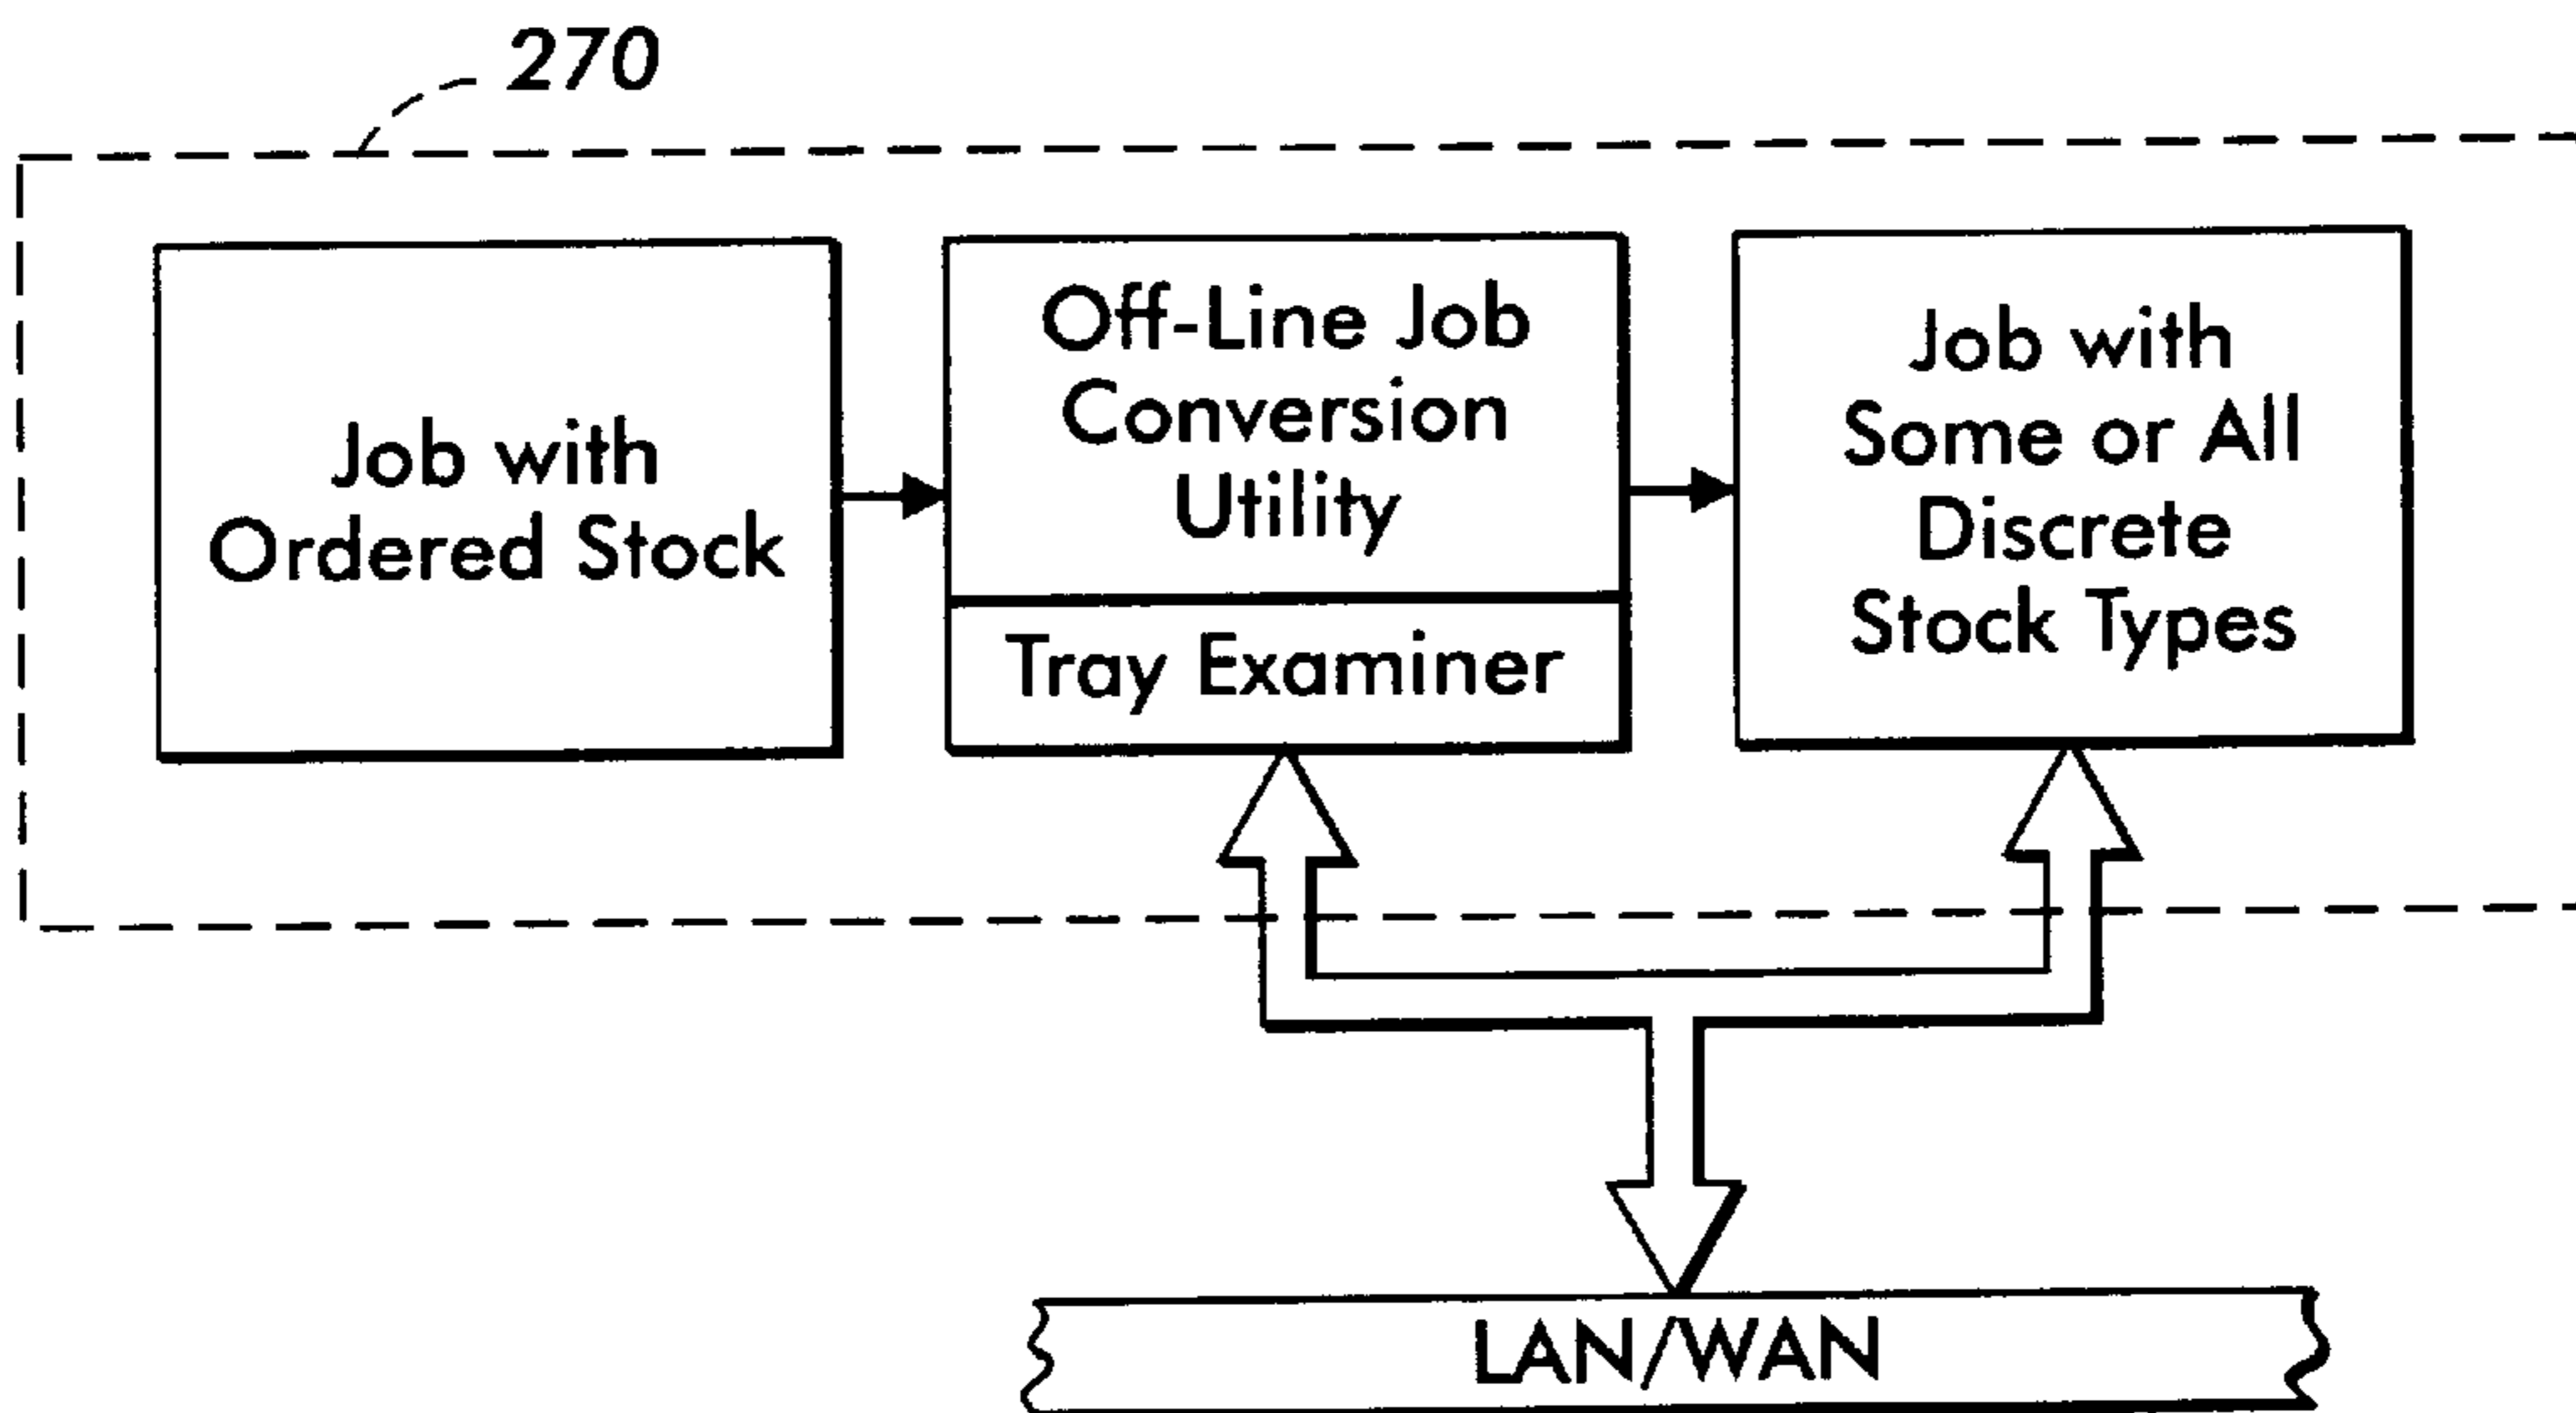 270
Job with
Ordered Stock
Off-Line Job
Conversion
Utility
Tray Examiner
Job with
Some or All
Discrete
Stock Types
LAN/WAN